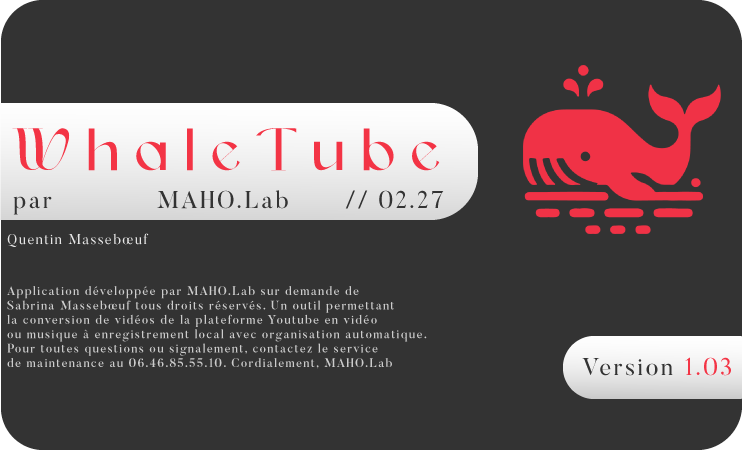 WhaleTube
par MAHO.Lab // 02.27
Quentin Massebœuf
Application développée par MAHO.Lab sur demande de
Sabrina Massebœuf tous droits réservés. Un outil permettant
la conversion de vidéos de la plateforme Youtube en vidéo
ou musique à enregistrement local avec organisation automatique.
Pour toutes questions ou signalement, contactez le service
de maintenance au 06.46.85.55.10. Cordialement, MAHO.Lab
Version 1.03